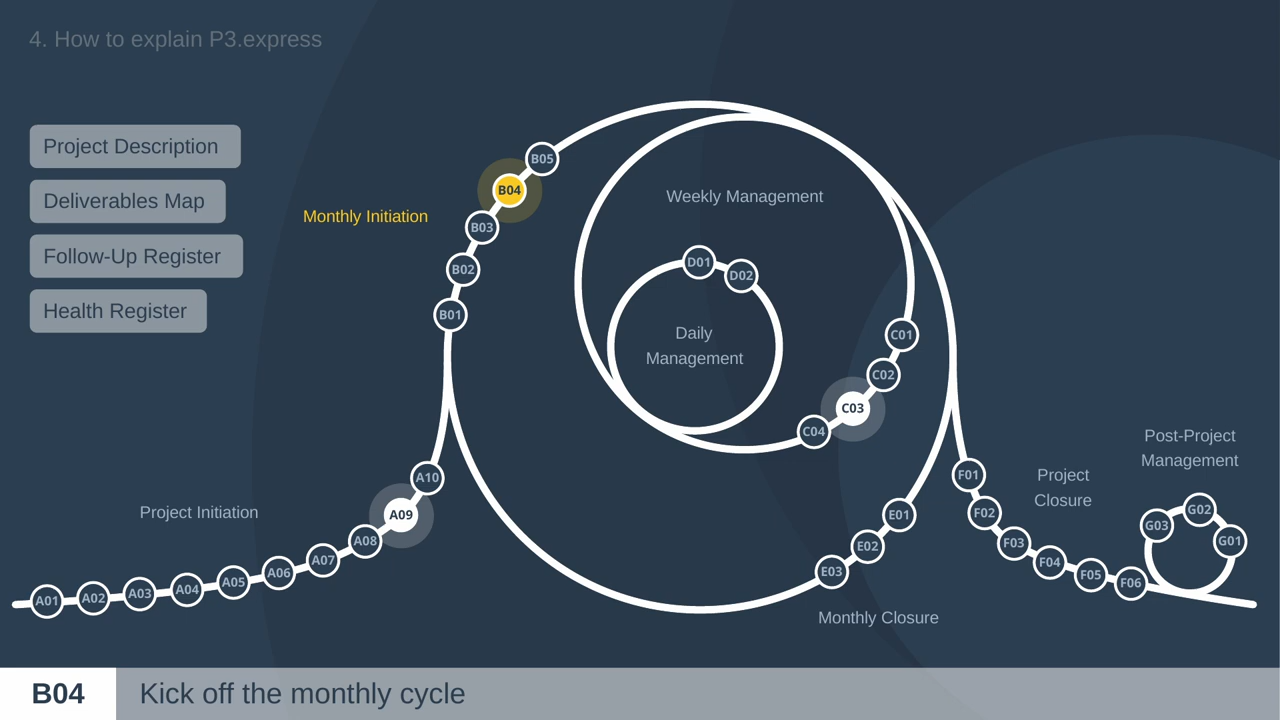 4. How to explain P3.express
Project Description
Deliverables Map
Follow-Up Register
Health Register
Monthly Initiation
B05
B04
B03
B02
B01
Weekly Management
D01
D02
Daily
Management
C01
C02
C03
C04
Project Initiation
A01
A02
A03
A04
A05
A06
A07
A08
A09
A10
E01
E02
E03
Monthly Closure
F01
F02
F03
F04
F05
F06
Project
Closure
Post-Project
Management
G03
G02
G01
B04
Kick off the monthly cycle